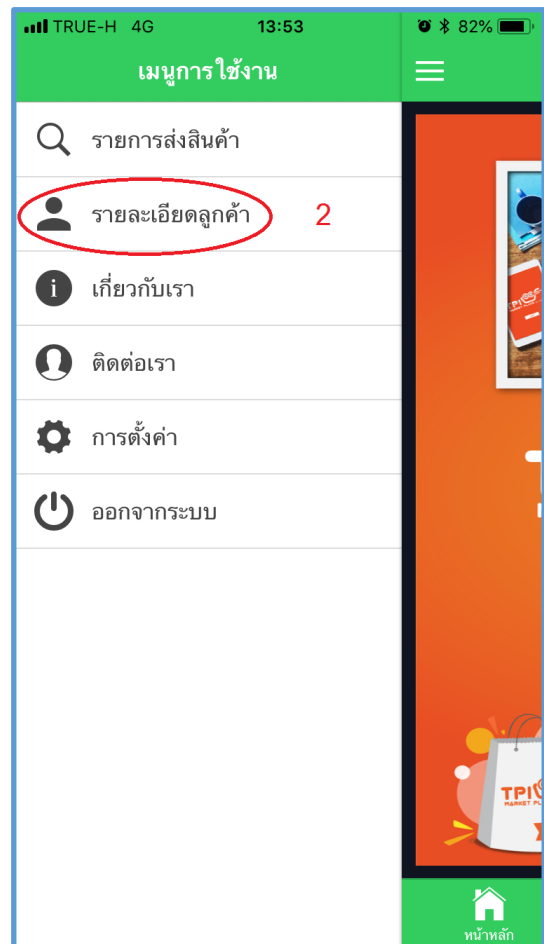 TRUE-H 4G 13:53 82%
เมนูการใช้งาน
รายการส่งสินค้า
รายละเอียดลูกค้า 2
เกี่ยวกับเรา
ติดต่อเรา
การตั้งค่า
ออกจากระบบ
หน้าหลัก